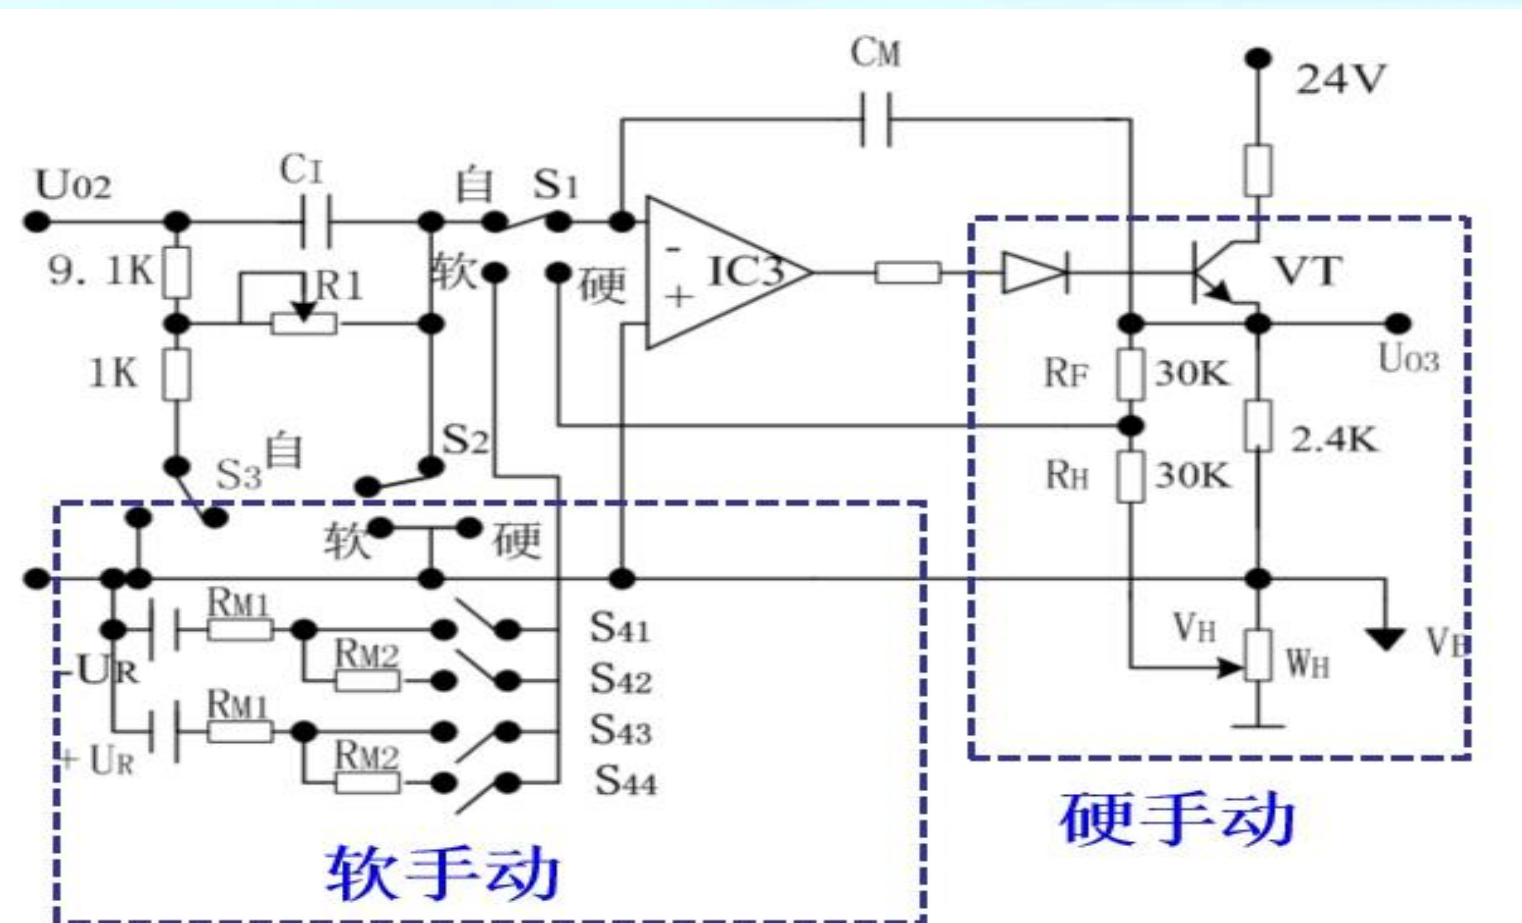 CM
24V
CI
自 S1
U02
9.1K
R1
软
硬
-
IC3
+
VT
U03
1K
RF 30K
2.4K
S2
自
S3
RH 30K
软 硬
RM1
S41
VH
WH
RM2
-UR
S42
RM1
S43
RM2
+UR
S44
硬手动
软手动